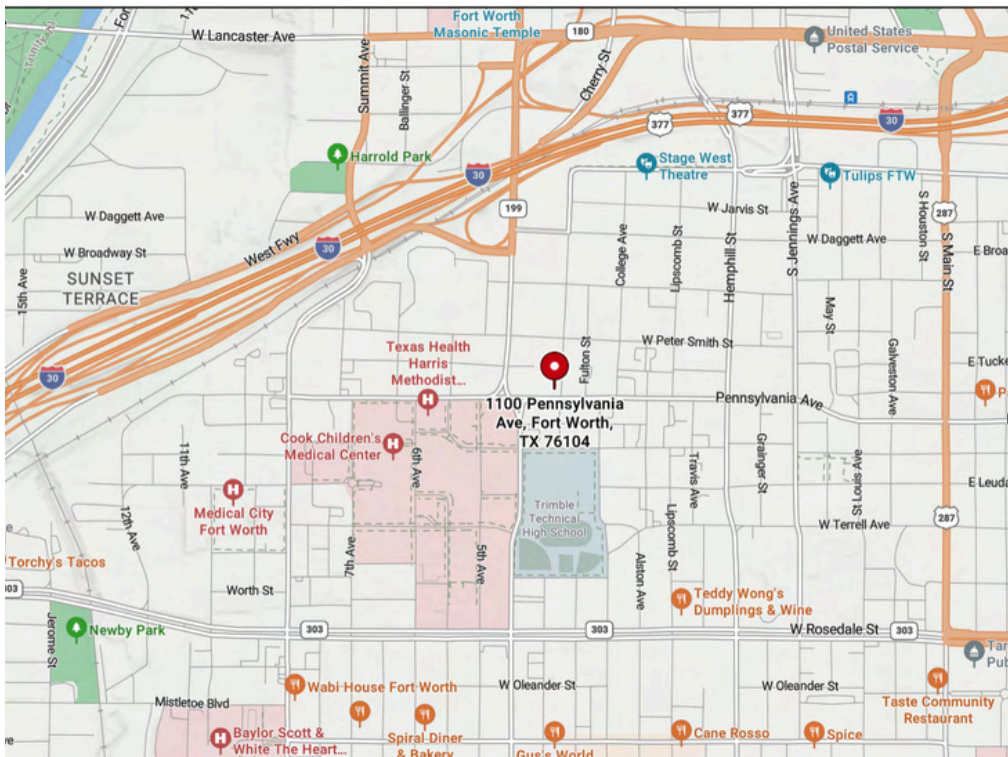 Fort Worth
Masonic Temple
W Lancaster Ave
180
United States
Postal Service
Trinity
Summit Ave
Ballinger St
Cherry St
377
377
30
Harrold Park
30
Stage West
Theatre
Tulips FTW
199
W Daggett Ave
W Jarvis St
S Houston St
287
W Daggett Ave
W Broadway St
West Fwy
30
College Ave
Lipscomb St
Hemphill St
S Jennings Ave
S Main St
E Broa
15th Ave
SUNSET
TERRACE
May St
Galveston Ave
W Peter Smith St
Fulton St
Texas Health
Harris
Methodist...
E Tucke
30
Pennsylvania Ave
1100 Pennsylvania
Ave, Fort Worth,
TX 76104
Cook Children's
Medical Center
11th Ave
6th Ave
Travis Ave
Grainger St
St Louis Ave
E Leuda
Medical City
Fort Worth
Trimble
Technical
High School
12th Ave
Lipscomb St
W Terrell Ave
287
Torchy's Tacos
7th Ave
5th Ave
Alston Ave
303
Worth St
Teddy Wong's
Dumplings & Wine
Jerome St
Newby Park
303
303
W Rosedale St
303
Tar
Pub
Mistletoe Blvd
Wabi House Fort Worth
W Oleander St
W Oleander St
Taste Community
Restaurant
Baylor Scott &
White The Heart...
Spiral Diner
& Bakery
Gus's World
Cane Rosso
Spice